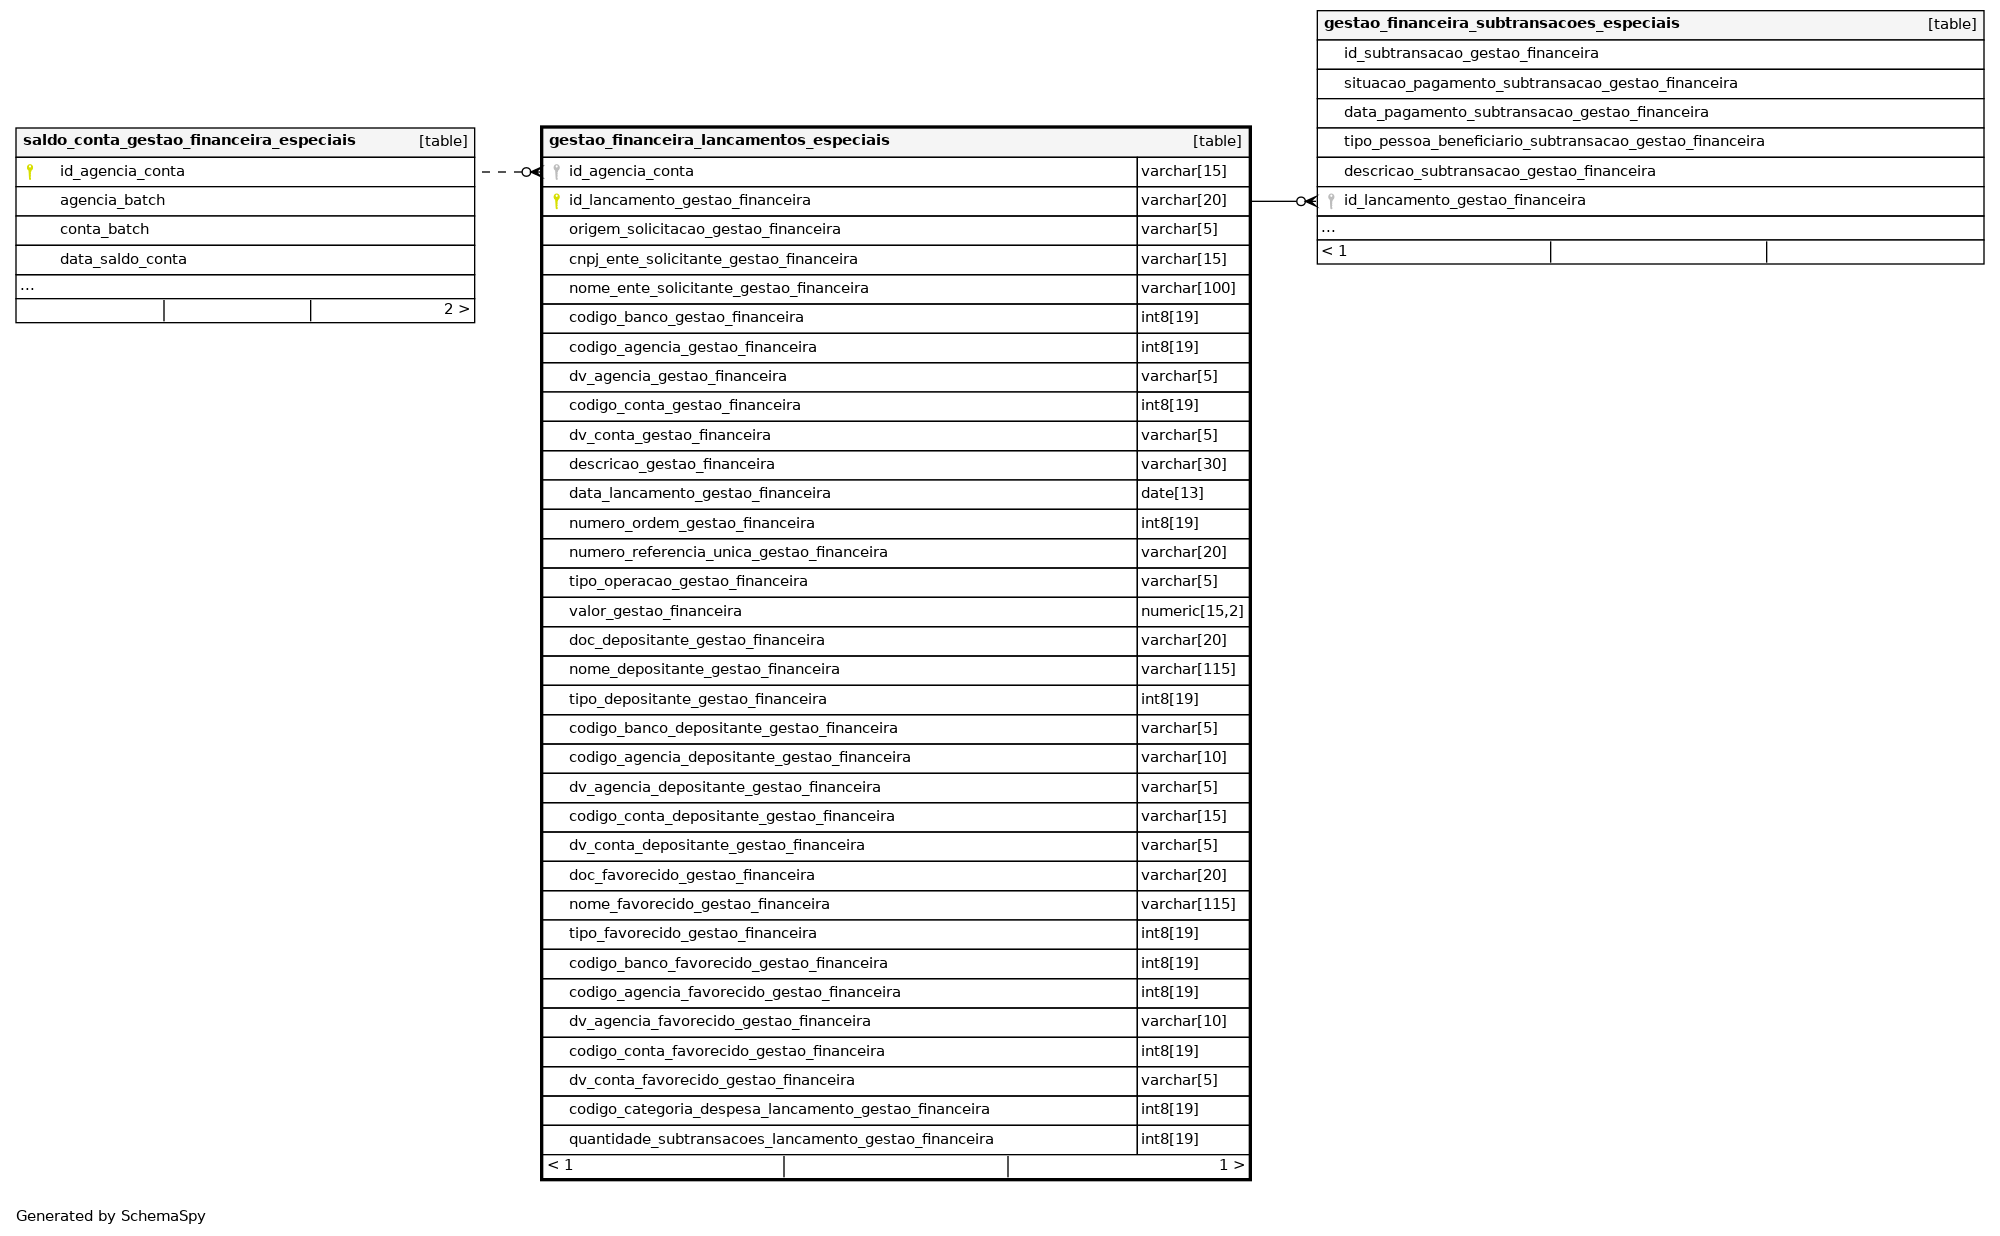 saldo_conta_gestao_financeira_especiais [table]
id_agencia_conta
agencia_batch
conta_batch
data_saldo_conta
...
2 >
gestao_financeira_lancamentos_especiais [table]
id_agencia_conta varchar[15]
id_lancamento_gestao_financeira varchar[20]
origem_solicitacao_gestao_financeira varchar[5]
cnpj_ente_solicitante_gestao_financeira varchar[15]
nome_ente_solicitante_gestao_financeira varchar[100]
codigo_banco_gestao_financeira int8[19]
codigo_agencia_gestao_financeira int8[19]
dv_agencia_gestao_financeira varchar[5]
codigo_conta_gestao_financeira int8[19]
dv_conta_gestao_financeira varchar[5]
descricao_gestao_financeira varchar[30]
data_lancamento_gestao_financeira date[13]
numero_ordem_gestao_financeira int8[19]
numero_referencia_unica_gestao_financeira varchar[20]
tipo_operacao_gestao_financeira varchar[5]
valor_gestao_financeira numeric[15,2]
doc_depositante_gestao_financeira varchar[20]
nome_depositante_gestao_financeira varchar[115]
tipo_depositante_gestao_financeira int8[19]
codigo_banco_depositante_gestao_financeira varchar[5]
codigo_agencia_depositante_gestao_financeira varchar[10]
dv_agencia_depositante_gestao_financeira varchar[5]
codigo_conta_depositante_gestao_financeira varchar[15]
dv_conta_depositante_gestao_financeira varchar[5]
doc_favorecido_gestao_financeira varchar[20]
nome_favorecido_gestao_financeira varchar[115]
tipo_favorecido_gestao_financeira int8[19]
codigo_banco_favorecido_gestao_financeira int8[19]
codigo_agencia_favorecido_gestao_financeira int8[19]
dv_agencia_favorecido_gestao_financeira varchar[10]
codigo_conta_favorecido_gestao_financeira int8[19]
dv_conta_favorecido_gestao_financeira varchar[5]
codigo_categoria_despesa_lancamento_gestao_financeira int8[19]
quantidade_subtransacoes_lancamento_gestao_financeira int8[19]
< 1 1 >
gestao_financeira_subtransacoes_especiais [table]
id_subtransacao_gestao_financeira
situacao_pagamento_subtransacao_gestao_financeira
data_pagamento_subtransacao_gestao_financeira
tipo_pessoa_beneficiario_subtransacao_gestao_financeira
descricao_subtransacao_gestao_financeira
id_lancamento_gestao_financeira
...
< 1
Generated by SchemaSpy